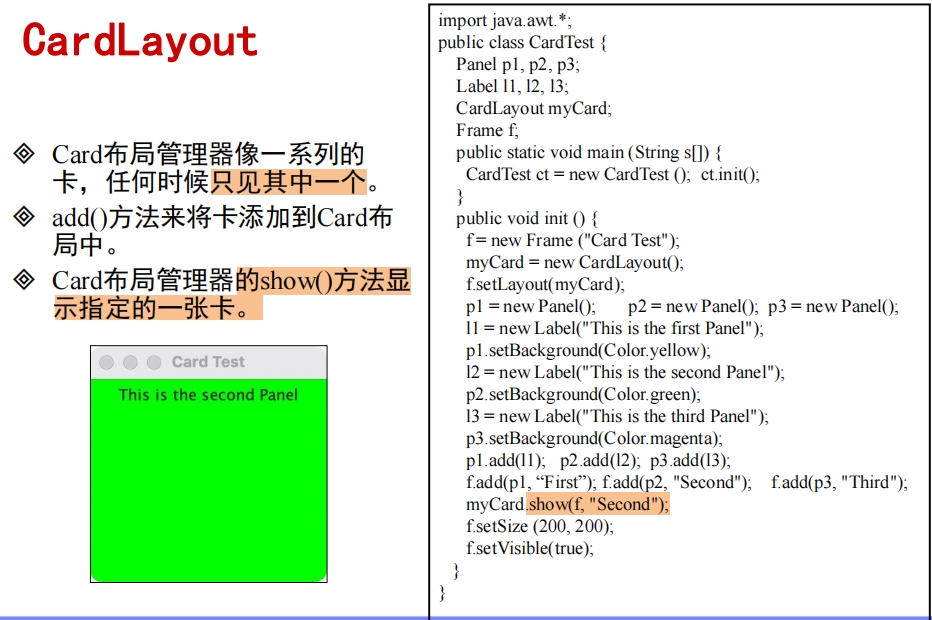 CardLayout
Card布局管理器像一系列的
卡，任何时候只见其中一个。
add()方法来将卡添加到Card布
局中。
Card布局管理器的show()方法显
示指定的一张卡。
Card Test
This is the second Panel
import java.awt.*;
public class CardTest {
Panel p1, p2, p3;
Label l1, l2, l3;
CardLayout myCard;
Frame f;
public static void main (String s[]) {
CardTest ct = new CardTest (); ct.init();
}
public void init () {
f = new Frame ("Card Test");
myCard = new CardLayout();
f.setLayout(myCard);
p1 = new Panel(); p2 = new Panel(); p3 = new Panel();
l1 = new Label("This is the first Panel");
p1.setBackground(Color.yellow);
l2 = new Label("This is the second Panel");
p2.setBackground(Color.green);
l3 = new Label("This is the third Panel");
p3.setBackground(Color.magenta);
p1.add(l1); p2.add(l2); p3.add(l3);
f.add(p1, “First”); f.add(p2, "Second"); f.add(p3, "Third");
myCard.show(f, "Second");
f.setSize (200, 200);
f.setVisible(true);
}
}